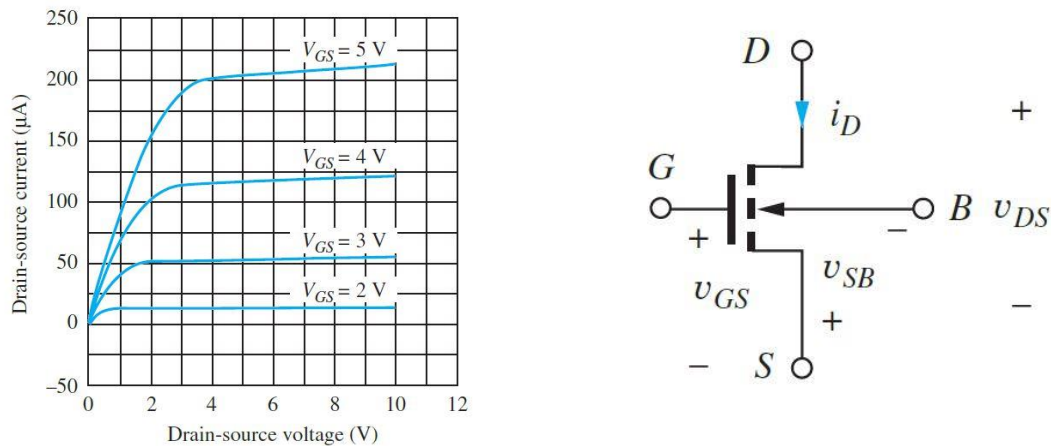 250
200
150
100
50
0
–50
Drain-source current (μA)
V_GS = 5 V
V_GS = 4 V
V_GS = 3 V
V_GS = 2 V
0 2 4 6 8 10 12
Drain-source voltage (V)
D
i_D
+
G
B
v_DS
+
–
v_GS
v_SB
–
+
–
S